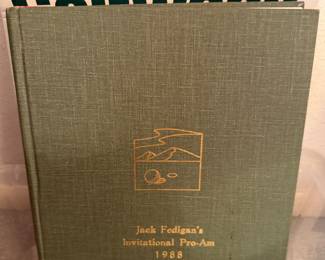 Jack Fedigan's
Invitational Pro-Am
1988